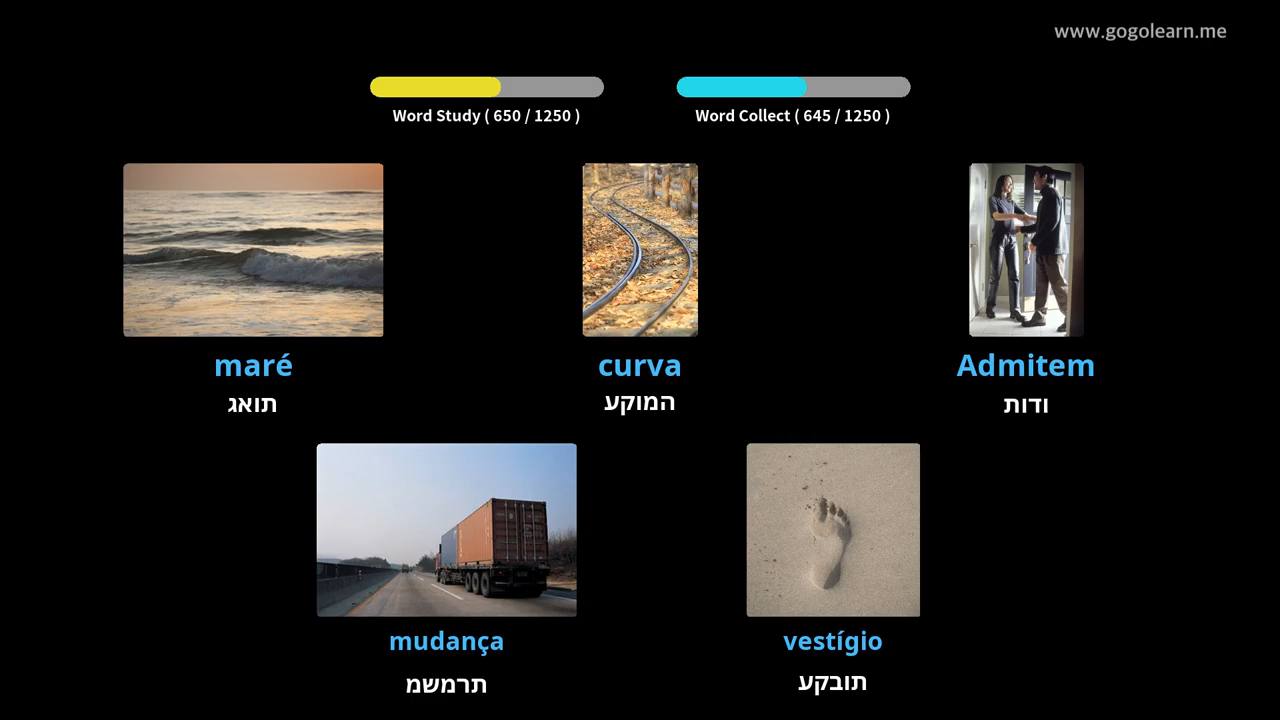 www.gogolearn.me
Word Study ( 650 / 1250 )
Word Collect ( 645 / 1250 )
maré
תואג
curva
המוקע
Admitem
ודות
mudança
תרמשמ
vestígio
תובקע